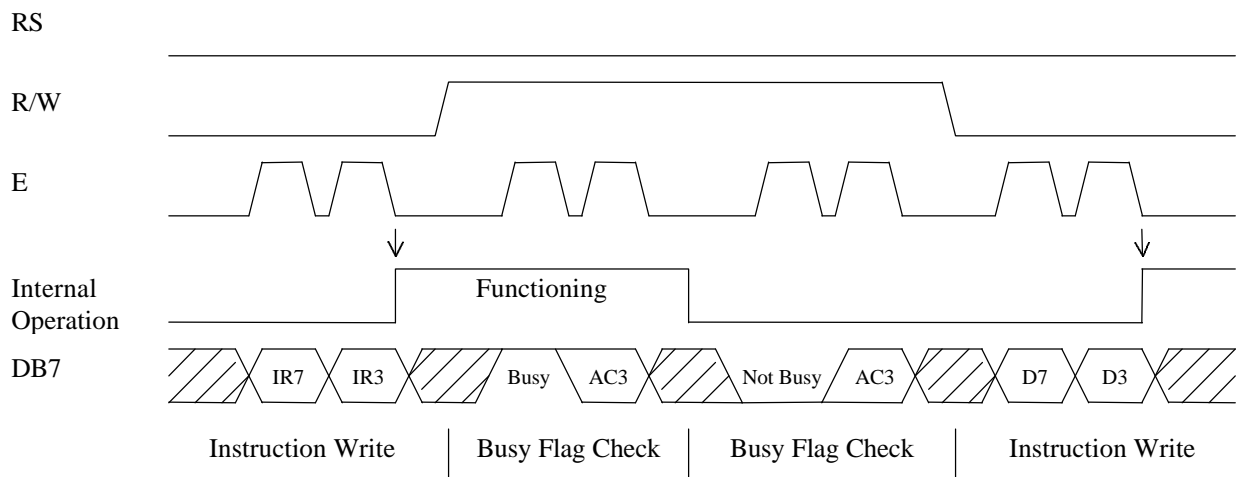 RS
R/W
E
Internal
Operation
Functioning
DB7
IR7 IR3 Busy AC3 Not Busy AC3 D7 D3
Instruction Write Busy Flag Check Busy Flag Check Instruction Write